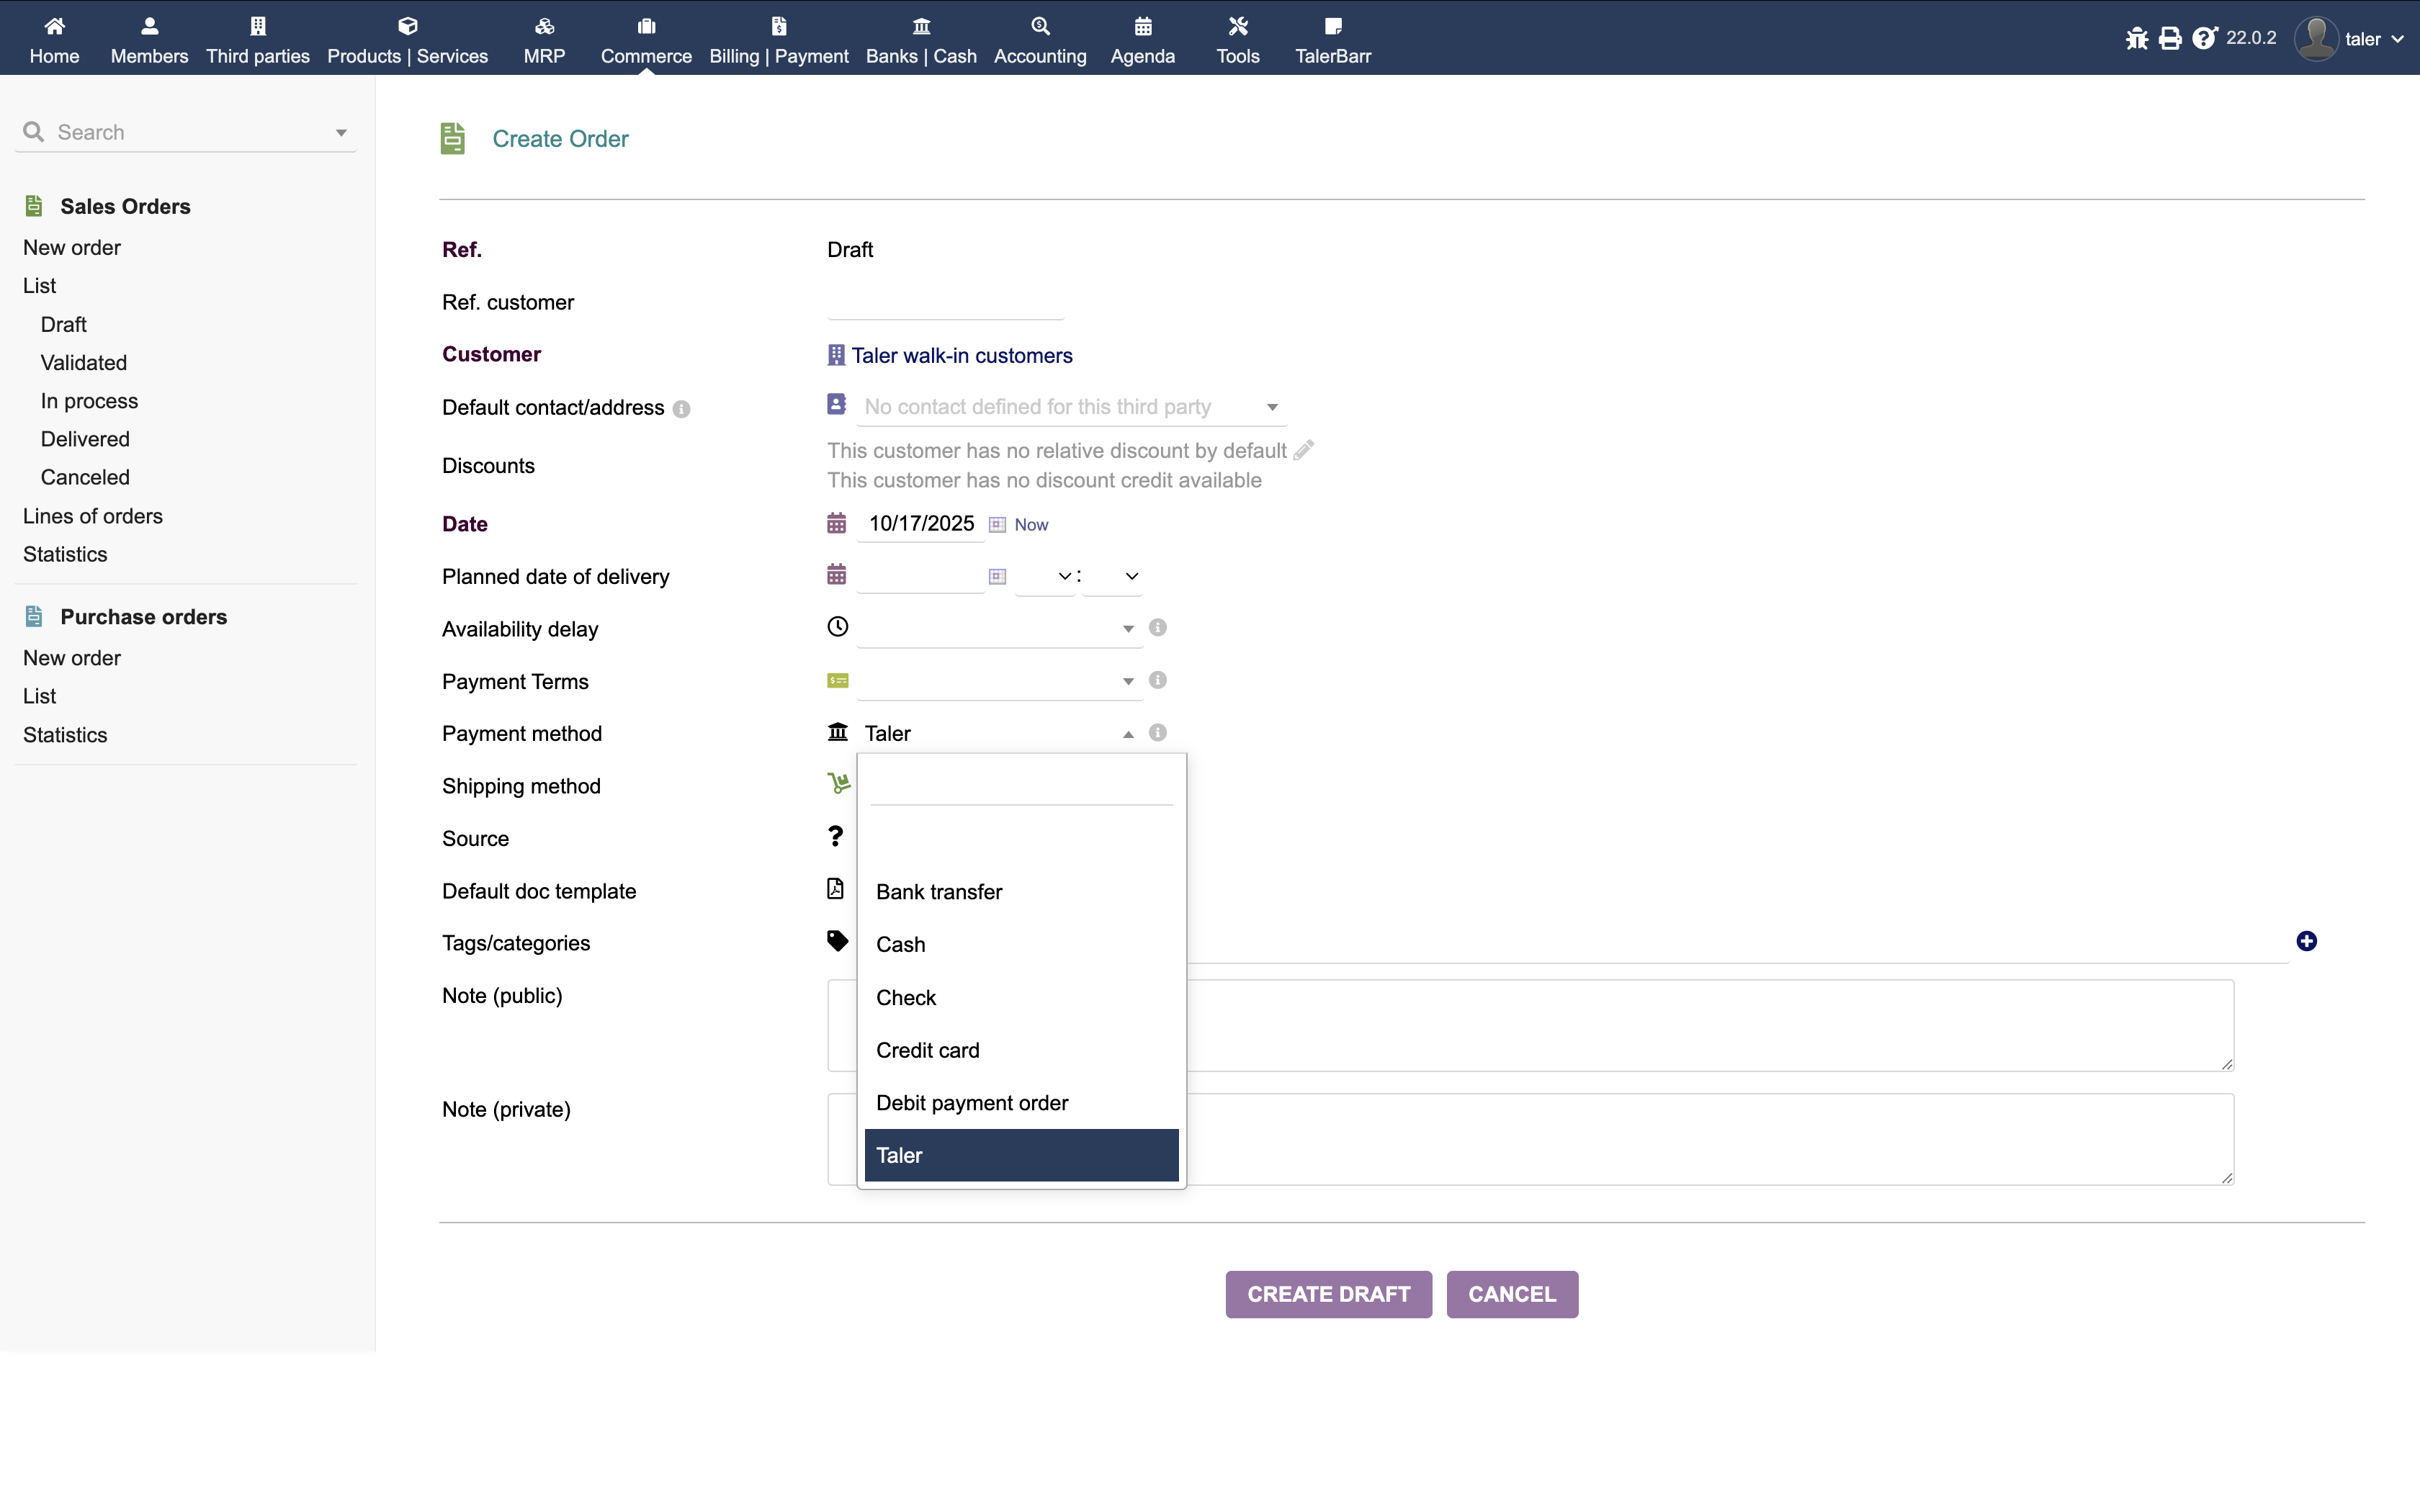 Home Members Third parties Products | Services MRP Commerce Billing | Payment Banks | Cash Accounting Agenda Tools TalerBarr 22.0.2 taler
Search
Sales Orders
New order
List
Draft
Validated
In process
Delivered
Canceled
Lines of orders
Statistics
Purchase orders
New order
List
Statistics
Create Order
Ref. Draft
Ref. customer
Customer Taler walk-in customers
Default contact/address No contact defined for this third party
Discounts
This customer has no relative discount by default
This customer has no discount credit available
Date 10/17/2025 Now
Planned date of delivery :
Availability delay
Payment Terms
Payment method Taler
Shipping method
Source
Default doc template
Tags/categories
Note (public)
Note (private)
Bank transfer
Cash
Check
Credit card
Debit payment order
Taler
CREATE DRAFT CANCEL